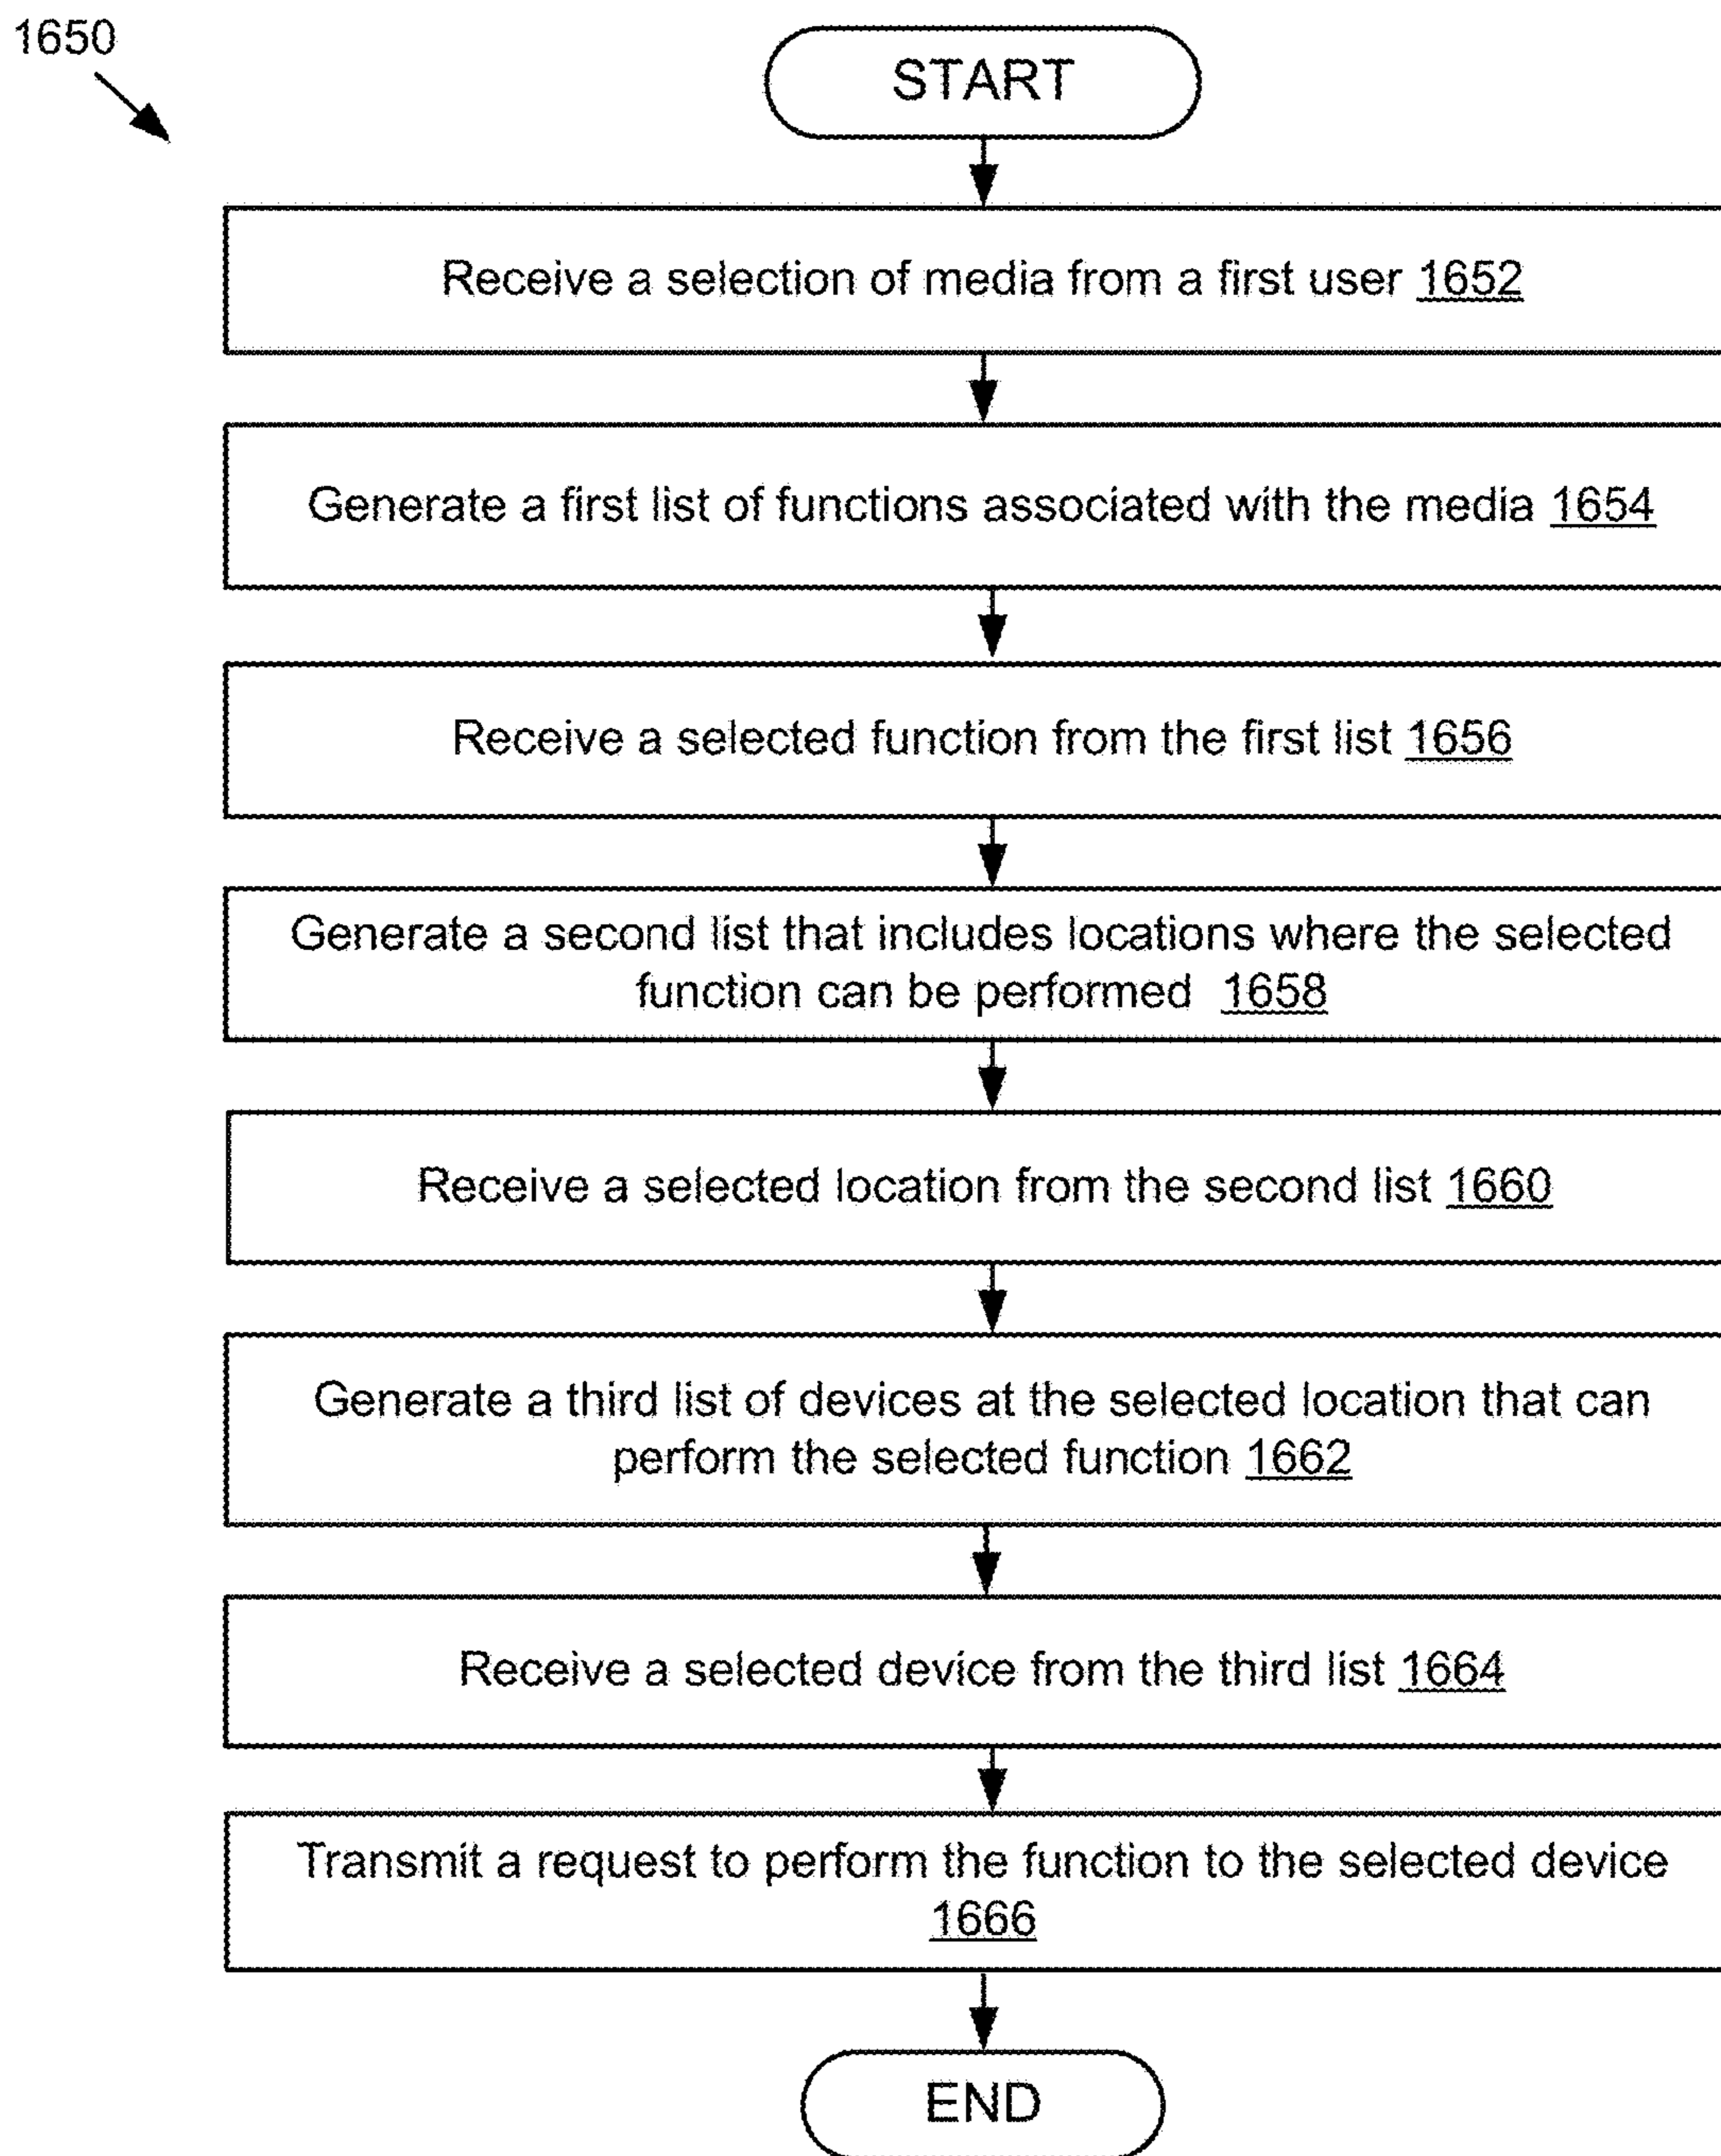 1650
START
Receive a selection of media from a first user 1652
Generate a first list of functions associated with the media 1654
Receive a selected function from the first list 1656
Generate a second list that includes locations where the selected
function can be performed 1658
Receive a selected location from the second list 1660
Generate a third list of devices at the selected location that can
perform the selected function 1662
Receive a selected device from the third list 1664
Transmit a request to perform the function to the selected device
1666
END